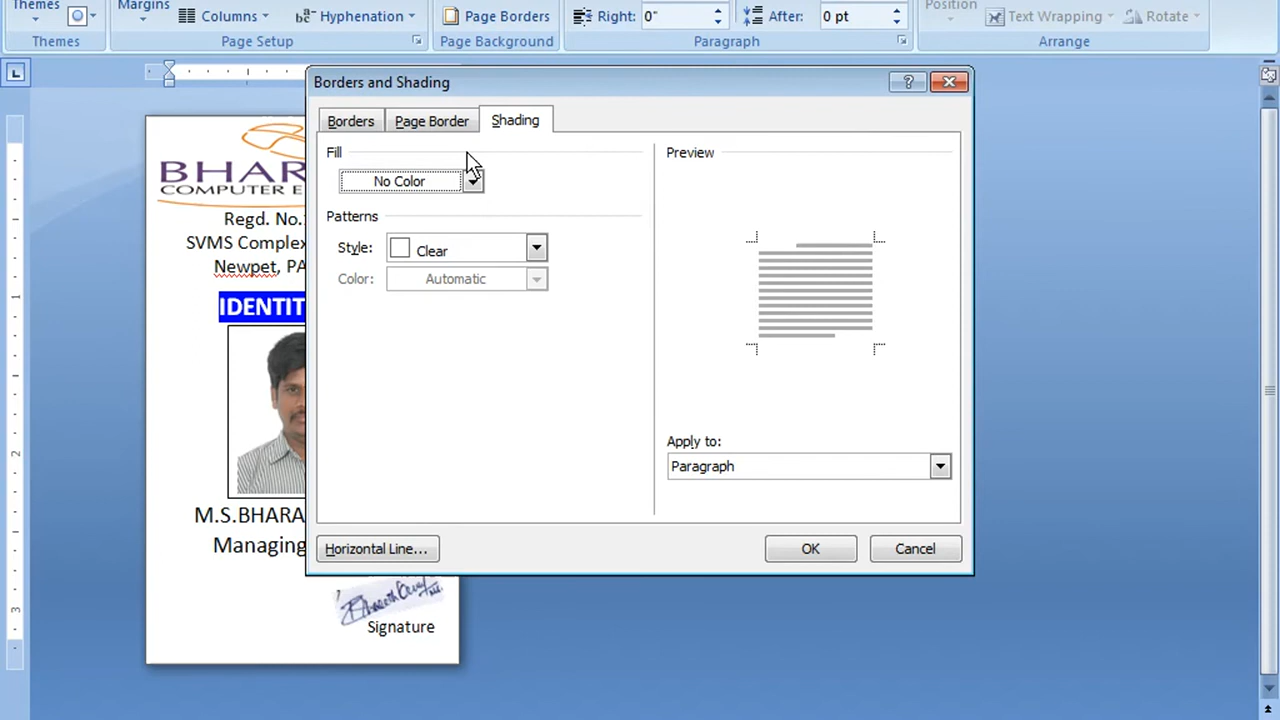 Themes
Margins
Columns
Hyphenation
Page Borders
Right: 0"
After: 0 pt
Position
Text Wrapping
Rotate
Themes
Page Setup
Page Background
Paragraph
Arrange
Borders and Shading
Borders
Page Border
Shading
Fill
No Color
Patterns
Style: Clear
Color: Automatic
Preview
Apply to:
Paragraph
Horizontal Line...
OK
Cancel
BHAR
COMPUTER E
Regd. No.
SVMS Complex
Newpet, PA
IDENTIT
M.S.BHARA
Managing
Signature
1
2
3